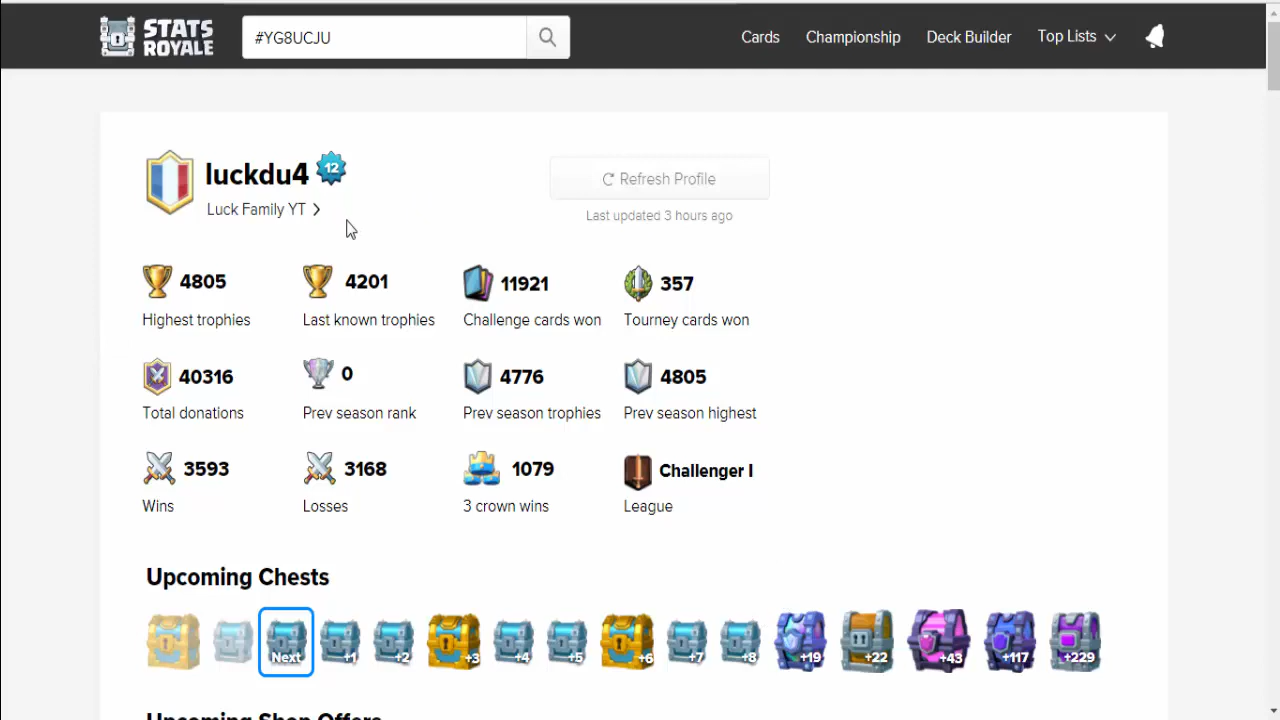 STATS ROYALE
#YG8UCJU
Cards Championship Deck Builder Top Lists
luckdu4 12
Luck Family YT
Refresh Profile
Last updated 3 hours ago
4805 4201 11921 357
Highest trophies Last known trophies Challenge cards won Tourney cards won
40316 0 4776 4805
Total donations Prev season rank Prev season trophies Prev season highest
3593 3168 1079 Challenger I
Wins Losses 3 crown wins League
Upcoming Chests
Next +1 +2 +3 +4 +5 +6 +7 +8 +19 +22 +43 +117 +229
Upcoming Shop Offers